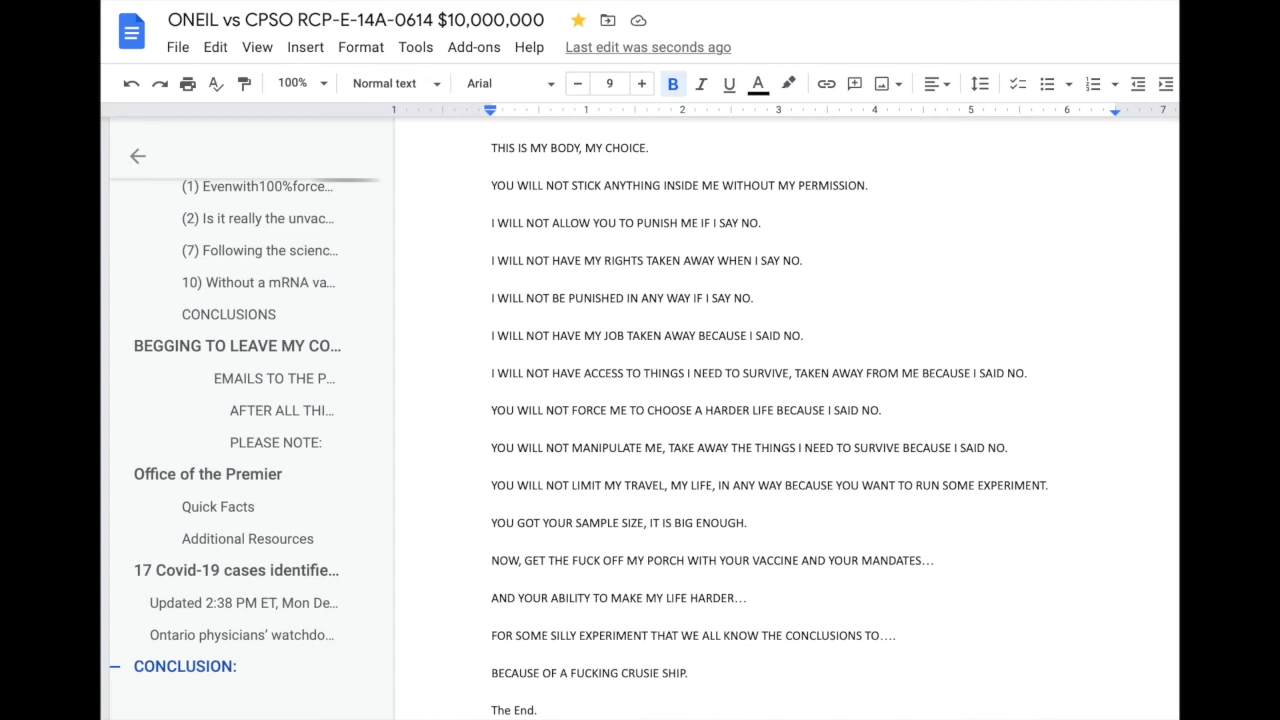 ONEIL vs CPSO RCP-E-14A-0614 $10,000,000
File Edit View Insert Format Tools Add-ons Help Last edit was seconds ago
100% Normal text Arial 9 B I U A
1 1 2 3 4 5 6 7
(1) Evenwith100%force...
(2) Is it really the unvac...
(7) Following the scienc...
10) Without a mRNA va...
CONCLUSIONS
BEGGING TO LEAVE MY CO...
EMAILS TO THE P...
AFTER ALL THI...
PLEASE NOTE:
Office of the Premier
Quick Facts
Additional Resources
17 Covid-19 cases identifie...
Updated 2:38 PM ET, Mon De...
Ontario physicians' watchdo...
CONCLUSION:
THIS IS MY BODY, MY CHOICE.
YOU WILL NOT STICK ANYTHING INSIDE ME WITHOUT MY PERMISSION.
I WILL NOT ALLOW YOU TO PUNISH ME IF I SAY NO.
I WILL NOT HAVE MY RIGHTS TAKEN AWAY WHEN I SAY NO.
I WILL NOT BE PUNISHED IN ANY WAY IF I SAY NO.
I WILL NOT HAVE MY JOB TAKEN AWAY BECAUSE I SAID NO.
I WILL NOT HAVE ACCESS TO THINGS I NEED TO SURVIVE, TAKEN AWAY FROM ME BECAUSE I SAID NO.
YOU WILL NOT FORCE ME TO CHOOSE A HARDER LIFE BECAUSE I SAID NO.
YOU WILL NOT MANIPULATE ME, TAKE AWAY THE THINGS I NEED TO SURVIVE BECAUSE I SAID NO.
YOU WILL NOT LIMIT MY TRAVEL, MY LIFE, IN ANY WAY BECAUSE YOU WANT TO RUN SOME EXPERIMENT.
YOU GOT YOUR SAMPLE SIZE, IT IS BIG ENOUGH.
NOW, GET THE FUCK OFF MY PORCH WITH YOUR VACCINE AND YOUR MANDATES...
AND YOUR ABILITY TO MAKE MY LIFE HARDER...
FOR SOME SILLY EXPERIMENT THAT WE ALL KNOW THE CONCLUSIONS TO....
BECAUSE OF A FUCKING CRUSIE SHIP.
The End.